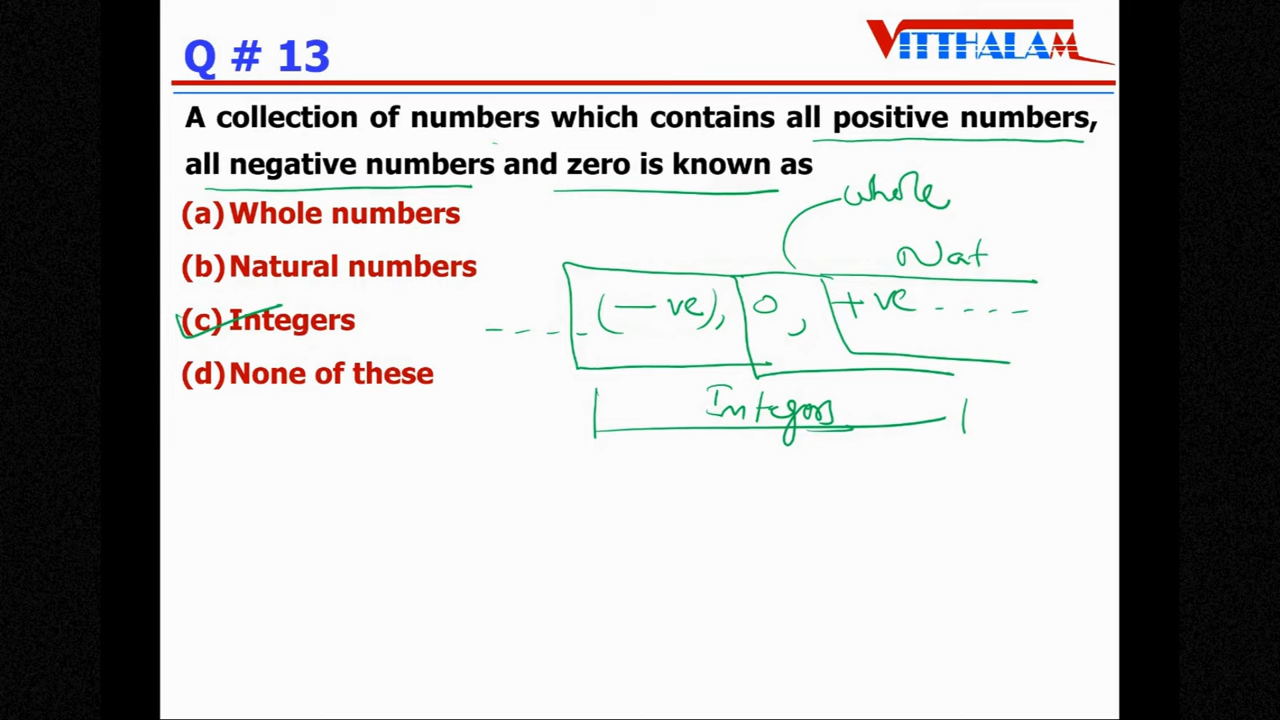 Q # 13
VITTHALAM
A collection of numbers which contains all positive numbers,
all negative numbers and zero is known as
(a) Whole numbers
(b) Natural numbers
(c) Integers
(d) None of these
whole
Nat
---- (-ve), 0, +ve ----
Integers